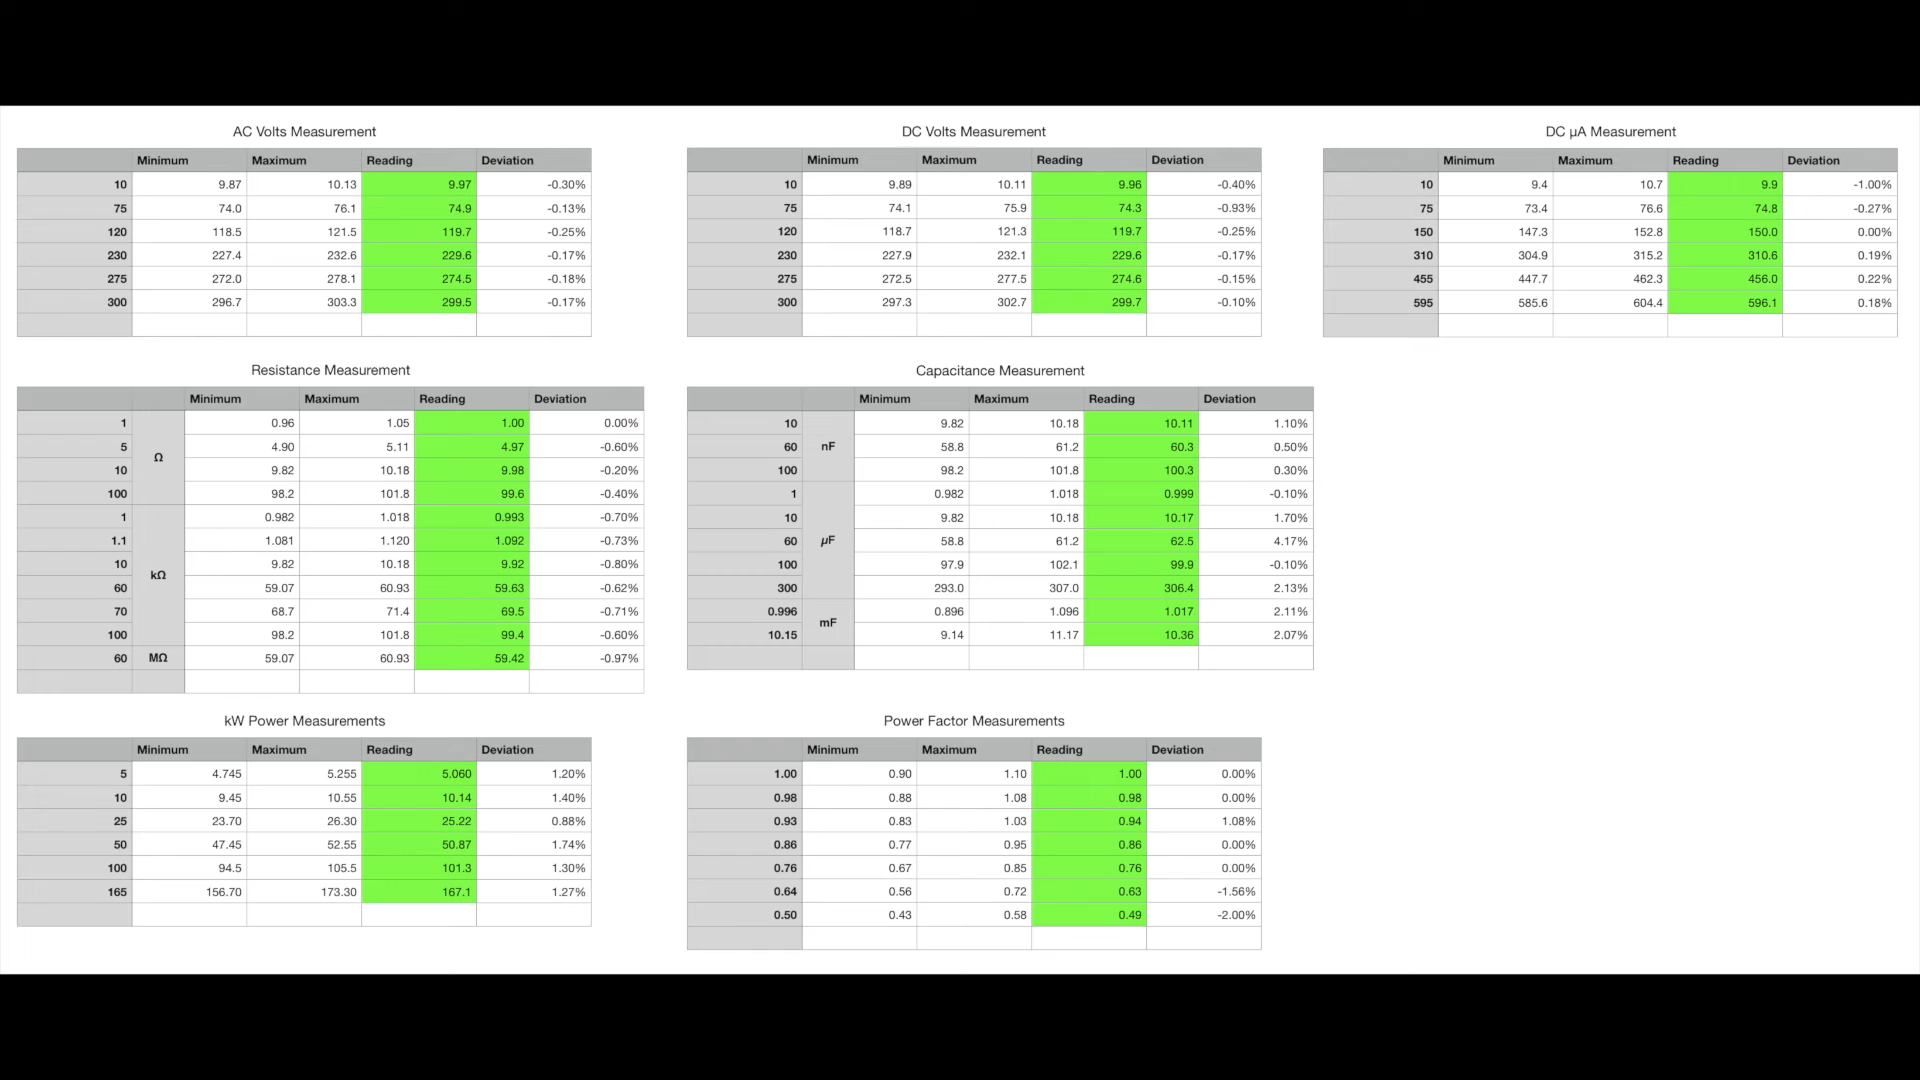 AC Volts Measurement
Minimum Maximum Reading Deviation
10 9.87 10.13 9.97 -0.30%
75 74.0 76.1 74.9 -0.13%
120 118.5 121.5 119.7 -0.25%
230 227.4 232.6 229.6 -0.17%
275 272.0 278.1 274.5 -0.18%
300 296.7 303.3 299.5 -0.17%
DC Volts Measurement
Minimum Maximum Reading Deviation
10 9.89 10.11 9.96 -0.40%
75 74.1 75.9 74.3 -0.93%
120 118.7 121.3 119.7 -0.25%
230 227.9 232.1 229.6 -0.17%
275 272.5 277.5 274.6 -0.15%
300 297.3 302.7 299.7 -0.10%
DC µA Measurement
Minimum Maximum Reading Deviation
10 9.4 10.7 9.9 -1.00%
75 73.4 76.6 74.8 -0.27%
150 147.3 152.8 150.0 0.00%
310 304.9 315.2 310.6 0.19%
455 447.7 462.3 456.0 0.22%
595 585.6 604.4 596.1 0.18%
Resistance Measurement
Minimum Maximum Reading Deviation
1 0.96 1.05 1.00 0.00%
5 4.90 5.11 4.97 -0.60%
Ω
10 9.82 10.18 9.98 -0.20%
100 98.2 101.8 99.6 -0.40%
1 0.982 1.018 0.993 -0.70%
1.1 1.081 1.120 1.092 -0.73%
10 9.82 10.18 9.92 -0.80%
kΩ
60 59.07 60.93 59.63 -0.62%
70 68.7 71.4 69.5 -0.71%
100 98.2 101.8 99.4 -0.60%
60 MΩ 59.07 60.93 59.42 -0.97%
Capacitance Measurement
Minimum Maximum Reading Deviation
10 9.82 10.18 10.11 1.10%
60 nF 58.8 61.2 60.3 0.50%
100 98.2 101.8 100.3 0.30%
1 0.982 1.018 0.999 -0.10%
10 9.82 10.18 10.17 1.70%
60 µF 58.8 61.2 62.5 4.17%
100 97.9 102.1 99.9 -0.10%
300 293.0 307.0 306.4 2.13%
0.996 0.896 1.096 1.017 2.11%
mF
10.15 9.14 11.17 10.36 2.07%
kW Power Measurements
Minimum Maximum Reading Deviation
5 4.745 5.255 5.060 1.20%
10 9.45 10.55 10.14 1.40%
25 23.70 26.30 25.22 0.88%
50 47.45 52.55 50.87 1.74%
100 94.5 105.5 101.3 1.30%
165 156.70 173.30 167.1 1.27%
Power Factor Measurements
Minimum Maximum Reading Deviation
1.00 0.90 1.10 1.00 0.00%
0.98 0.88 1.08 0.98 0.00%
0.93 0.83 1.03 0.94 1.08%
0.86 0.77 0.95 0.86 0.00%
0.76 0.67 0.85 0.76 0.00%
0.64 0.56 0.72 0.63 -1.56%
0.50 0.43 0.58 0.49 -2.00%